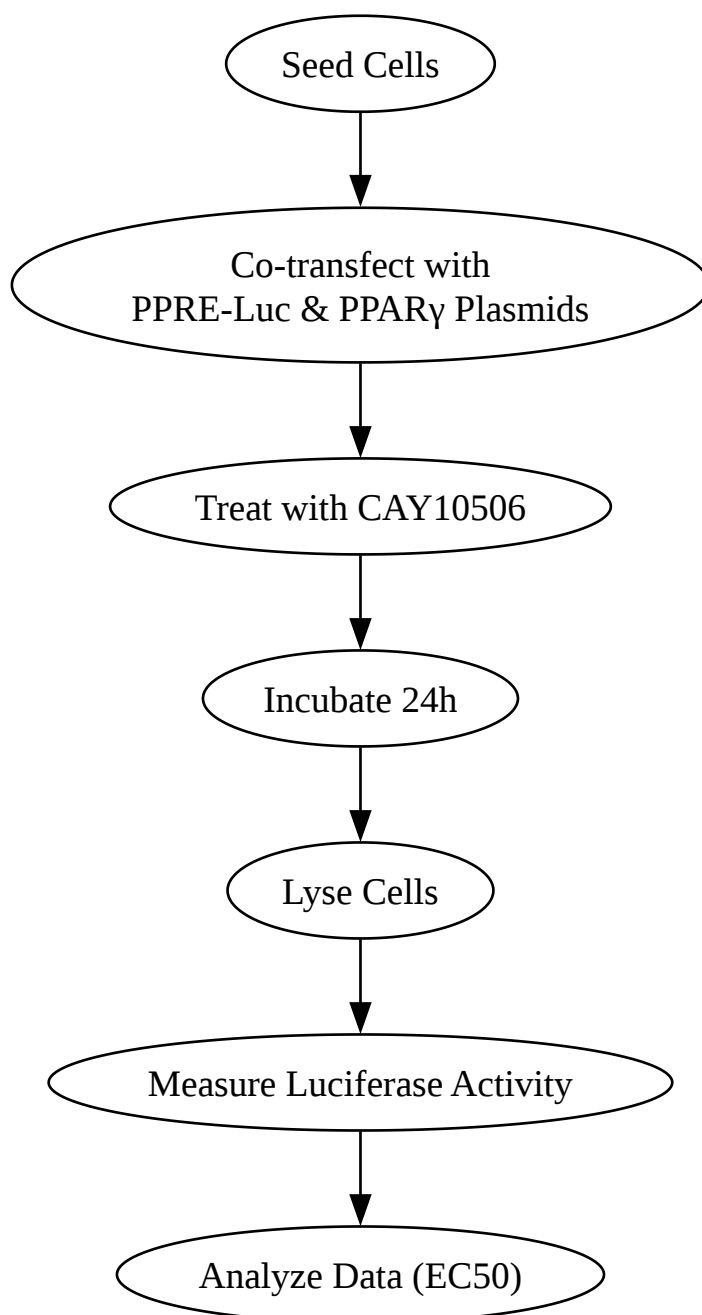 Seed Cells
Co-transfect with
PPRE-Luc & PPARγ Plasmids
Treat with CAY10506
Incubate 24h
Lyse Cells
Measure Luciferase Activity
Analyze Data (EC50)